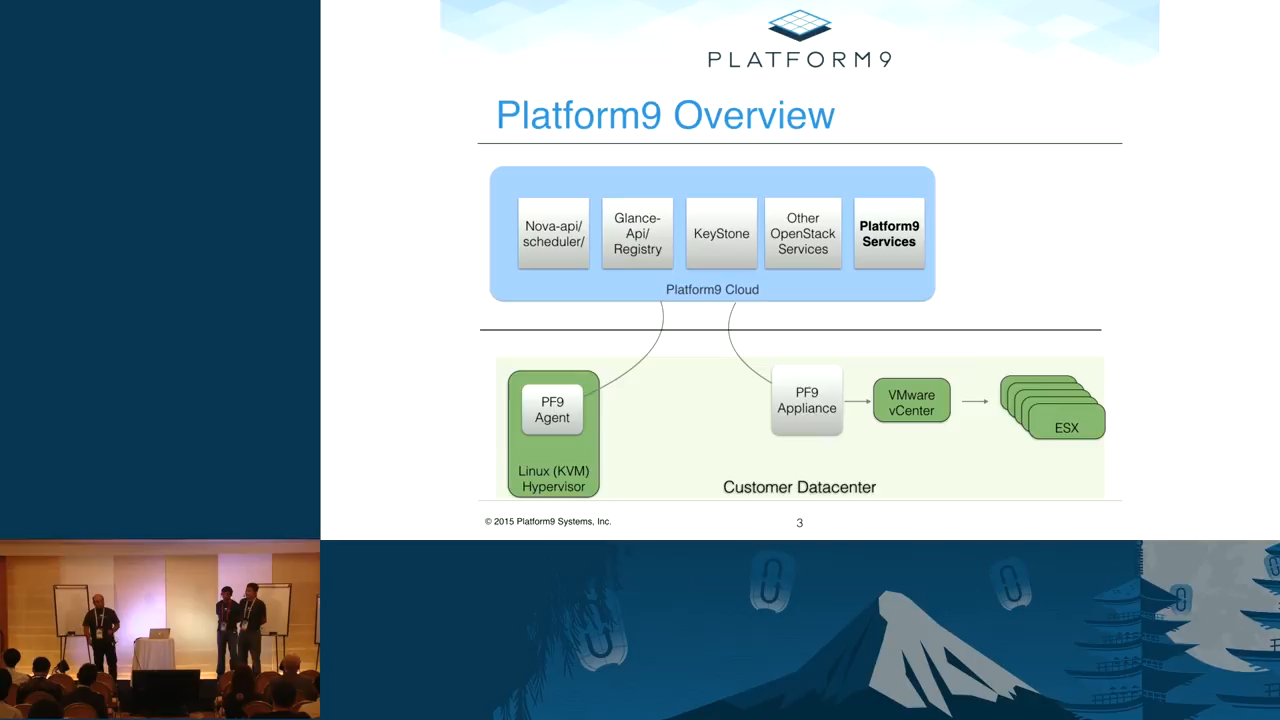 PLATFORM9
Platform9 Overview
Nova-api/
scheduler/
Glance-
Api/
Registry
KeyStone
Other
OpenStack
Services
Platform9
Services
Platform9 Cloud
PF9
Agent
Linux (KVM)
Hypervisor
PF9
Appliance
VMware
vCenter
ESX
Customer Datacenter
© 2015 Platform9 Systems, Inc.
3